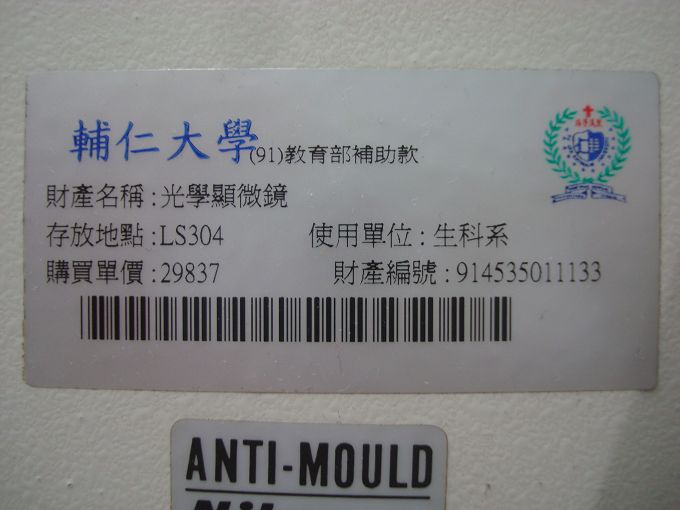 輔仁大學(91)教育部補助款
財產名稱:光學顯微鏡
存放地點:LS304 使用單位:生科系
購買單價:29837 財產編號:914535011133
ANTI-MOULD